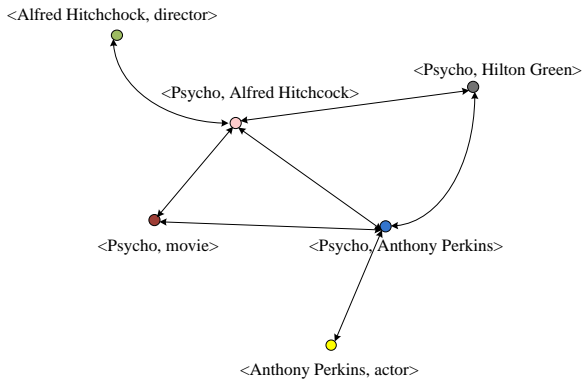 <Alfred Hitchchock, director>
<Psycho, Hilton Green>
<Psycho, Alfred Hitchcock>
<Psycho, movie>
<Psycho, Anthony Perkins>
<Anthony Perkins, actor>